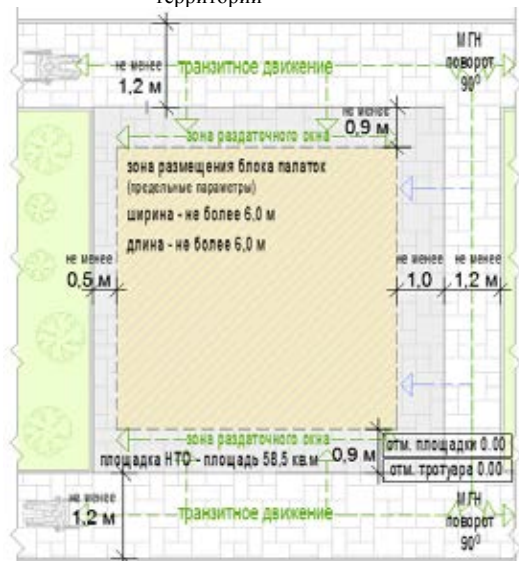 территории
МГН
поворот
90⁰
не менее
1,2 м
транзитное движение
не менее
0,9 м
зона раздаточного окна
зона размещения блока палаток
(предельные параметры)
ширина - не более 6,0 м
длина - не более 6,0 м
не менее
0,5 м
не менее
1,0
не менее
1,2 м
зона раздаточного окна
площадка НТО - площадь 58,5 кв.м
0,9 м
отм. площадки 0.00
отм. тротуара 0.00
не менее
1,2 м
транзитное движение
МГН
поворот
90⁰